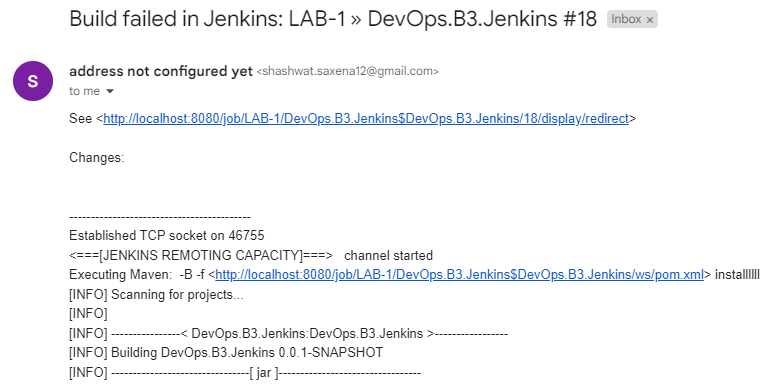 Build failed in Jenkins: LAB-1 » DevOps.B3.Jenkins #18 Inbox ×
S
address not configured yet <shashwat.saxena12@gmail.com>
to me
See <http://localhost:8080/job/LAB-1/DevOps.B3.Jenkins$DevOps.B3.Jenkins/18/display/redirect>
Changes:
------------------------------------------
Established TCP socket on 46755
<===[JENKINS REMOTING CAPACITY]===> channel started
Executing Maven: -B -f <http://localhost:8080/job/LAB-1/DevOps.B3.Jenkins$DevOps.B3.Jenkins/ws/pom.xml> installlllll
[INFO] Scanning for projects...
[INFO]
[INFO] ----------------< DevOps.B3.Jenkins:DevOps.B3.Jenkins >-----------------
[INFO] Building DevOps.B3.Jenkins 0.0.1-SNAPSHOT
[INFO] --------------------------------[ jar ]---------------------------------